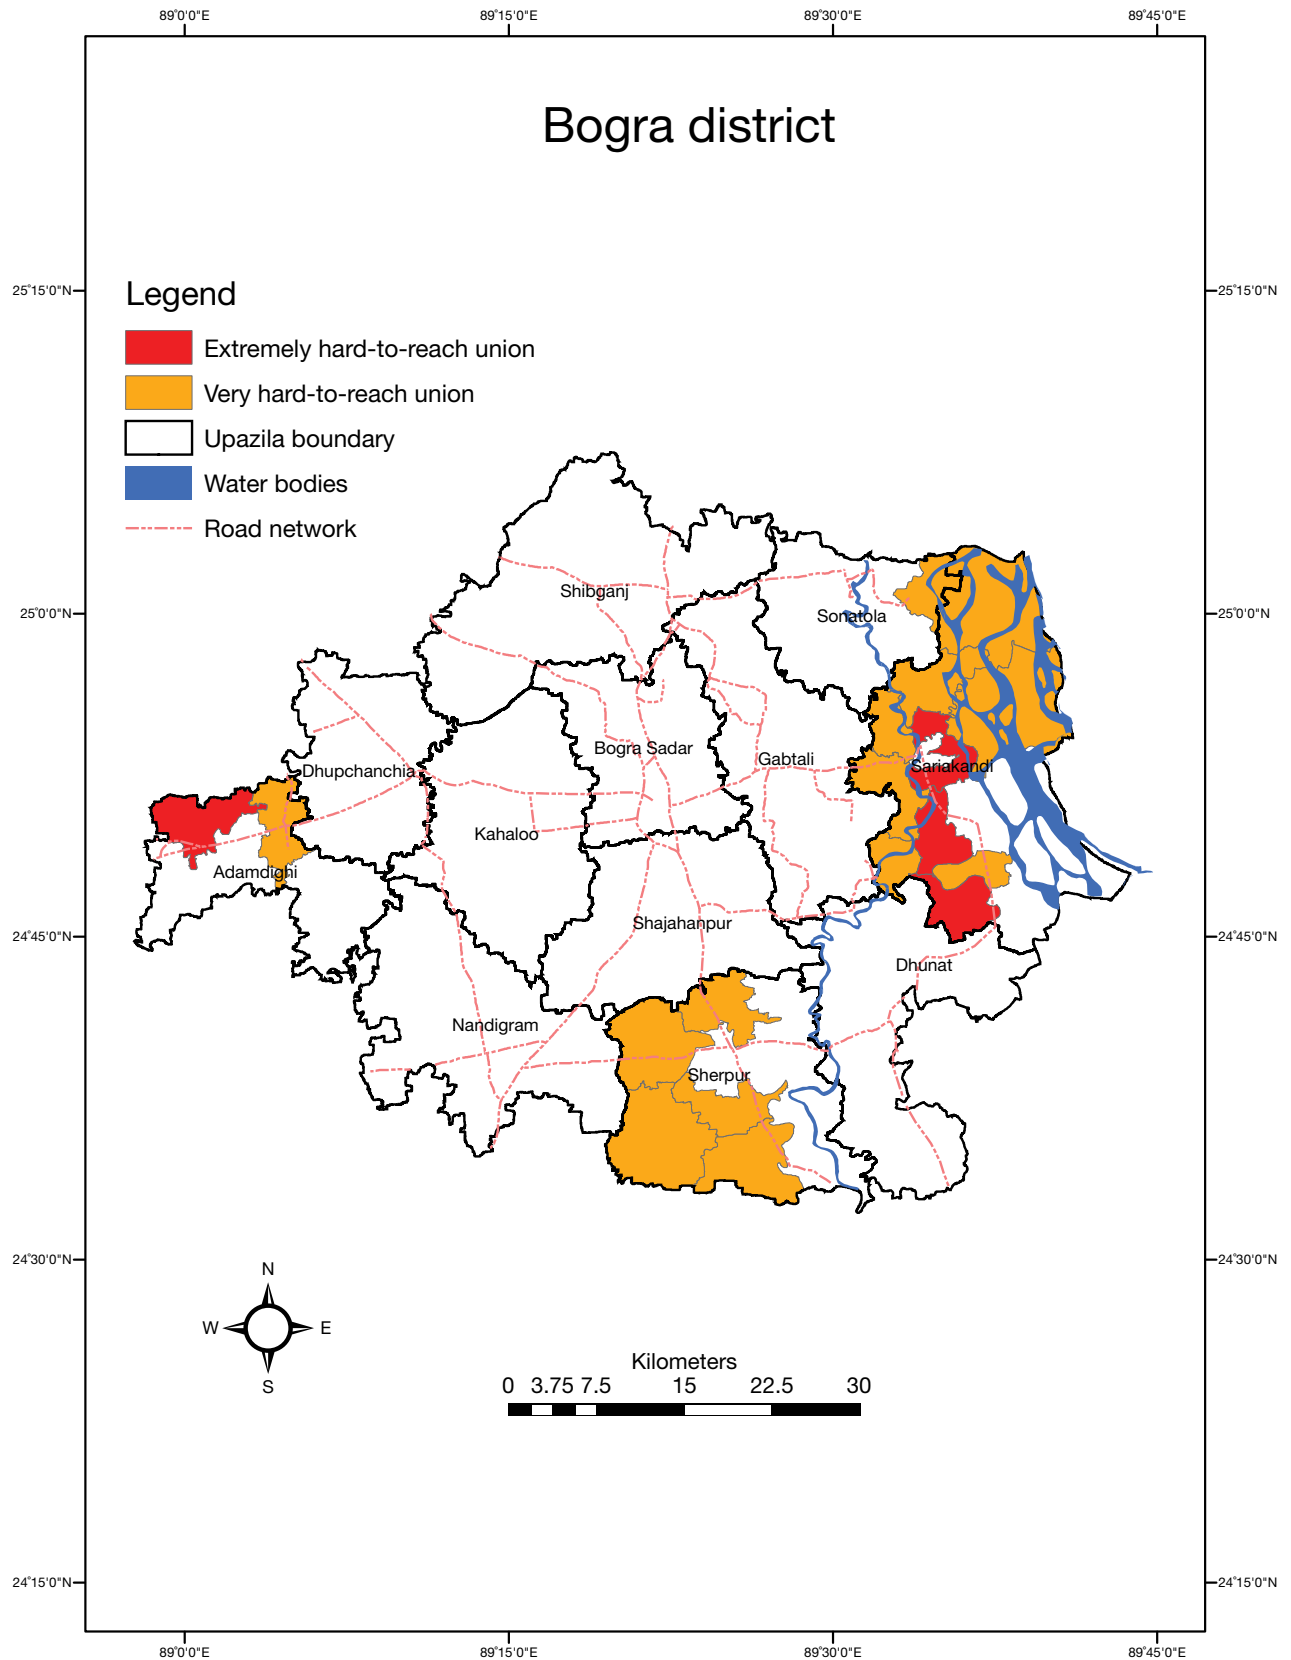 89°0'0"E 89°15'0"E 89°30'0"E 89°45'0"E
Bogra district
25°15'0"N 25°15'0"N
Legend
Extremely hard-to-reach union
Very hard-to-reach union
Upazila boundary
Water bodies
Road network
Shibganj
25°0'0"N 25°0'0"N
Sonatola
Bogra Sadar
Gabtali
Sariakandi
Dhupchanchia
Kahaloo
Adamdighi
Shajahanpur
24°45'0"N 24°45'0"N
Dhunat
Nandigram
Sherpur
24°30'0"N 24°30'0"N
N
W E
S
Kilometers
0 3.75 7.5 15 22.5 30
24°15'0"N 24°15'0"N
89°0'0"E 89°15'0"E 89°30'0"E 89°45'0"E